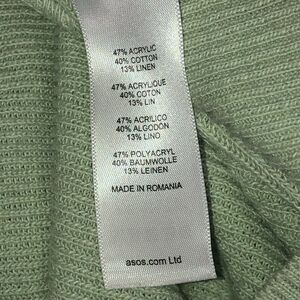 47% ACRYLIC
40% COTTON
13% LINEN
47% ACRYLIQUE
40% COTON
13% LIN
47% ACRILICO
40% ALGODON
13% LINO
47% POLYACRYL
40% BAUMWOLLE
13% LEINEN
MADE IN ROMANIA
asos.com Ltd